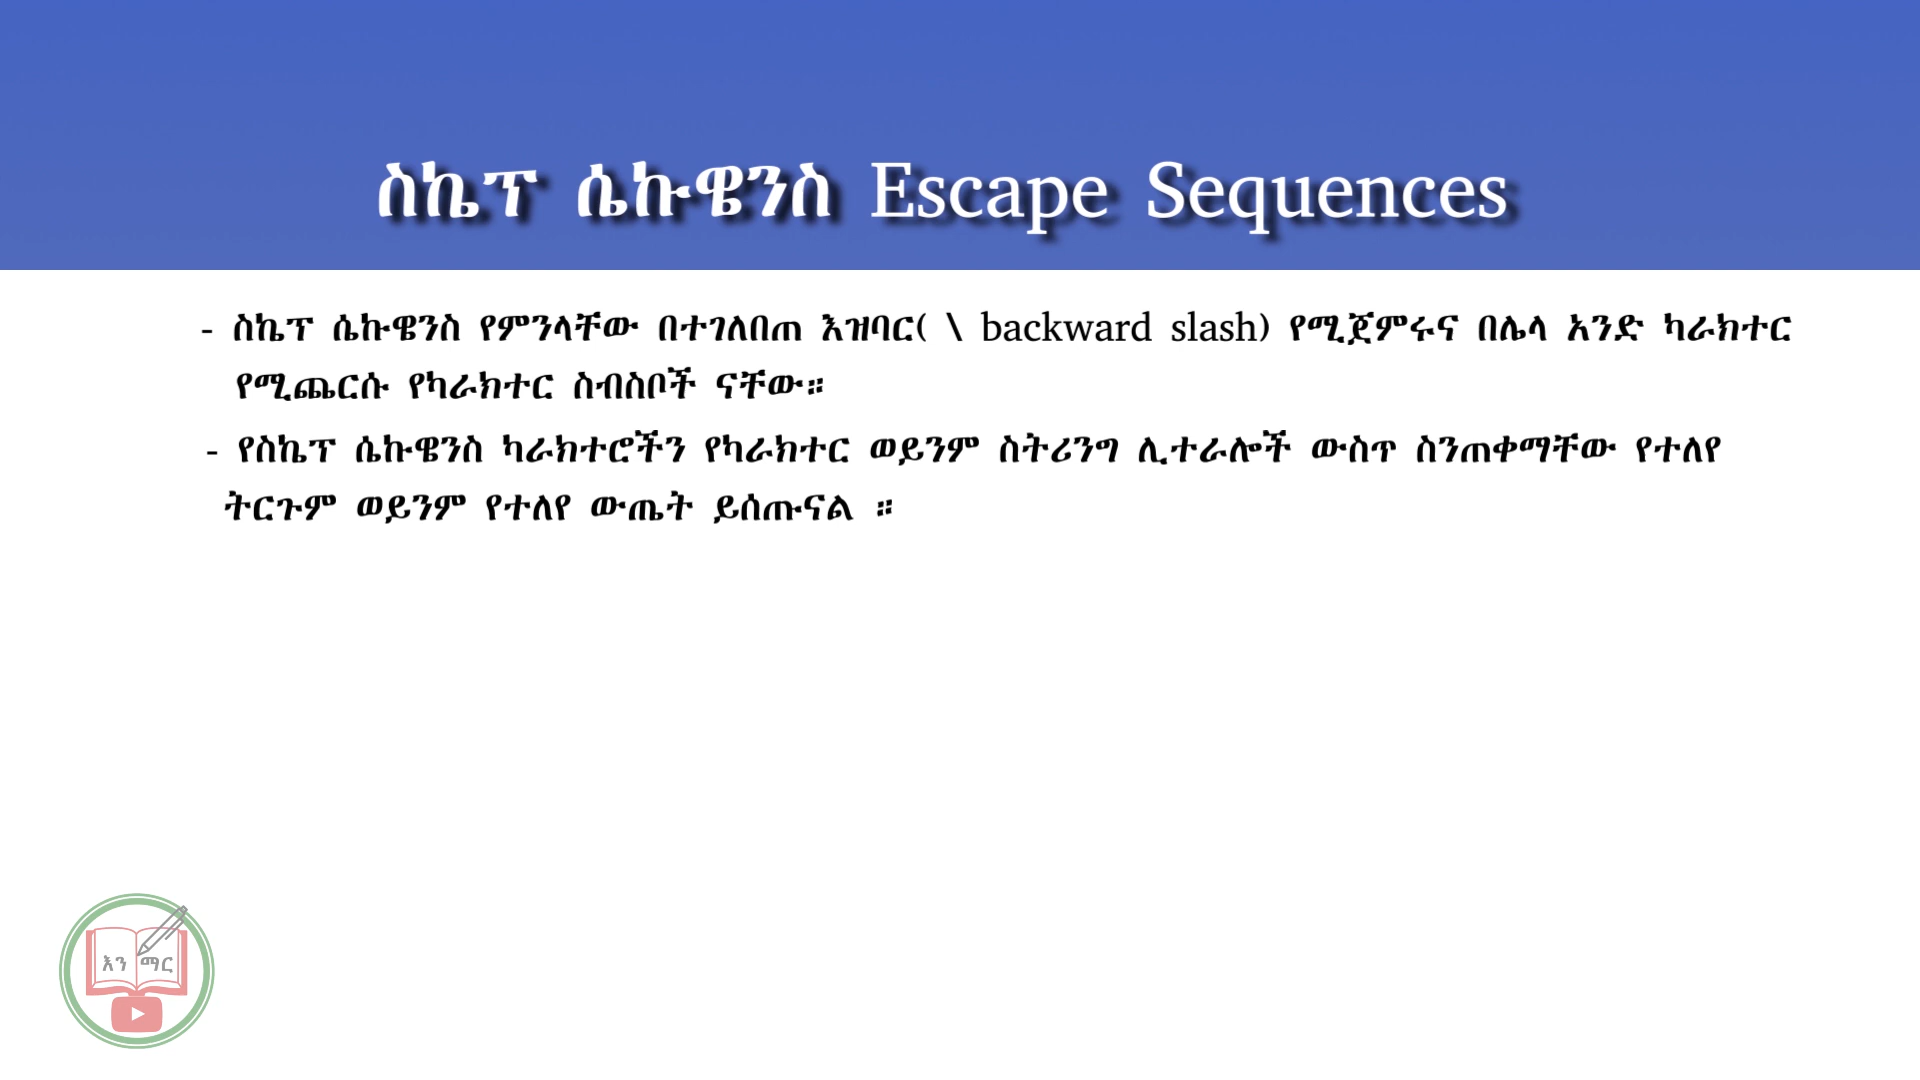 ስኬፕ ሴኩዌንስ Escape Sequences
- ስኬፕ ሴኩዌንስ የምንላቸው በተገለበጠ እዝባር( \ backward slash) የሚጀምሩና በሌላ አንድ ካራክተር
የሚጨርሱ የካራክተር ስብስቦች ናቸው።
- የስኬፕ ሴኩዌንስ ካራክተሮችን የካራክተር ወይንም ስትሪንግ ሊተራሎች ውስጥ ስንጠቀማቸው የተለየ
ትርጉም ወይንም የተለየ ውጤት ይሰጡናል ።
እን ማር